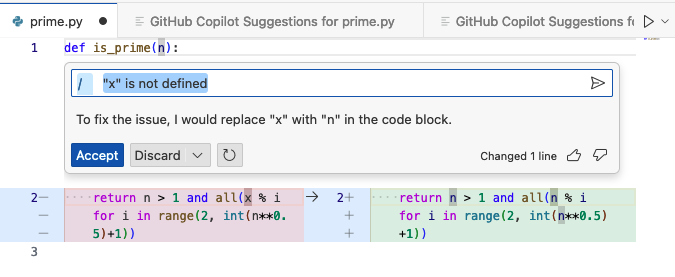 prime.py GitHub Copilot Suggestions for prime.py GitHub Copilot Suggestions fo
1 def is_prime(n):
/ "x" is not defined
To fix the issue, I would replace "x" with "n" in the code block.
Accept Discard Changed 1 line
2− ····return n > 1 and all(x % i → 2+ ····return n > 1 and all(n % i
− for i in range(2, int(n**0. + for i in range(2, int(n**0.5)
− 5)+1)) + +1))
3